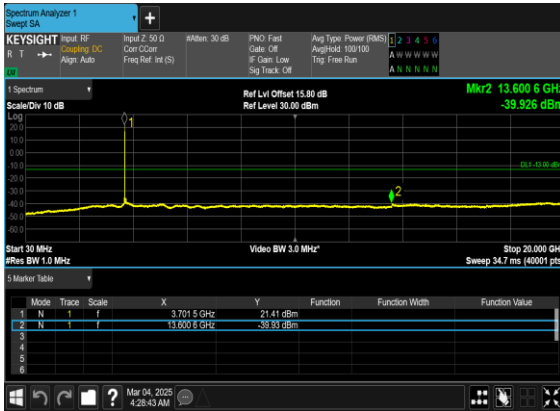 Spectrum Analyzer 1
Swept SA
+
KEYSIGHT Input: RF Input Z: 50 Ω #Atten: 30 dB PNO: Fast Avg Type: Power (RMS) 1 2 3 4 5 6
R T Coupling: DC Corr CCorr Gate: Off Avg|Hold: 100/100 A W W W W W
Align: Auto Freq Ref: Int (S) IF Gain: Low Trig: Free Run
Sig Track: Off A N N N N N
1 Spectrum Ref Lvl Offset 15.80 dB Mkr2 13.600 6 GHz
Scale/Div 10 dB Ref Level 30.00 dBm -39.926 dBm
Log
20.0
10.0
0.00
-10.0
DL1 -13.00 dBm
-20.0
-30.0
-40.0
-50.0
-60.0
1
2
Start 30 MHz Video BW 3.0 MHz* Stop 20.000 GHz
#Res BW 1.0 MHz Sweep 34.7 ms (40001 pts)
5 Marker Table
Mode Trace Scale X Y Function Function Width Function Value
1 N 1 f 3.701 5 GHz 21.41 dBm
2 N 1 f 13.600 6 GHz -39.93 dBm
3
4
5
6
? Mar 04, 2025
4:28:43 AM